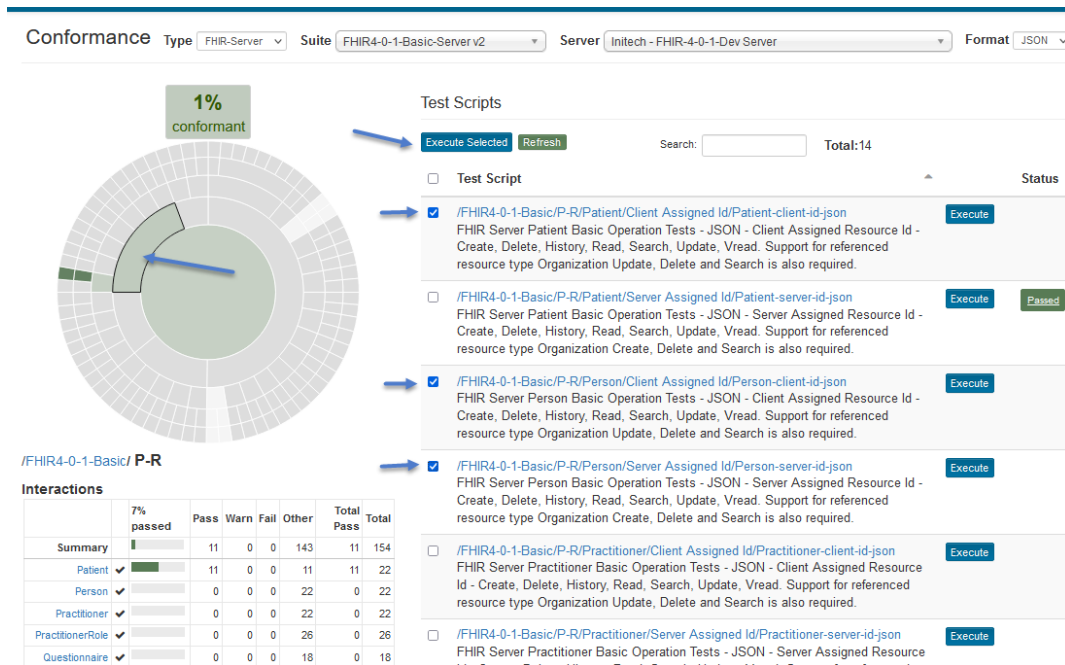 Conformance Type FHIR-Server Suite FHIR4-0-1-Basic-Server v2 Server Initech - FHIR-4-0-1-Dev Server Format JSON
1%
conformant
/FHIR4-0-1-Basic/ P-R
Interactions
7% passed Pass Warn Fail Other Total Pass Total
Summary 11 0 0 143 11 154
Patient ✔ 11 0 0 11 11 22
Person ✔ 0 0 0 22 0 22
Practitioner ✔ 0 0 0 22 0 22
PractitionerRole ✔ 0 0 0 26 0 26
Questionnaire ✔ 0 0 0 18 0 18
Test Scripts
Execute Selected Refresh Search: Total:14
Test Script Status
/FHIR4-0-1-Basic/P-R/Patient/Client Assigned Id/Patient-client-id-json Execute
FHIR Server Patient Basic Operation Tests - JSON - Client Assigned Resource Id -
Create, Delete, History, Read, Search, Update, Vread. Support for referenced
resource type Organization Update, Delete and Search is also required.
/FHIR4-0-1-Basic/P-R/Patient/Server Assigned Id/Patient-server-id-json Execute Passed
FHIR Server Patient Basic Operation Tests - JSON - Server Assigned Resource Id -
Create, Delete, History, Read, Search, Update, Vread. Support for referenced
resource type Organization Create, Delete and Search is also required.
/FHIR4-0-1-Basic/P-R/Person/Client Assigned Id/Person-client-id-json Execute
FHIR Server Person Basic Operation Tests - JSON - Client Assigned Resource Id -
Create, Delete, History, Read, Search, Update, Vread. Support for referenced
resource type Organization Update, Delete and Search is also required.
/FHIR4-0-1-Basic/P-R/Person/Server Assigned Id/Person-server-id-json Execute
FHIR Server Person Basic Operation Tests - JSON - Server Assigned Resource Id -
Create, Delete, History, Read, Search, Update, Vread. Support for referenced
resource type Organization Create, Delete and Search is also required.
/FHIR4-0-1-Basic/P-R/Practitioner/Client Assigned Id/Practitioner-client-id-json Execute
FHIR Server Practitioner Basic Operation Tests - JSON - Client Assigned Resource
Id - Create, Delete, History, Read, Search, Update, Vread. Support for referenced
resource type Organization Update, Delete and Search is also required.
/FHIR4-0-1-Basic/P-R/Practitioner/Server Assigned Id/Practitioner-server-id-json Execute
FHIR Server Practitioner Basic Operation Tests - JSON - Server Assigned Resource